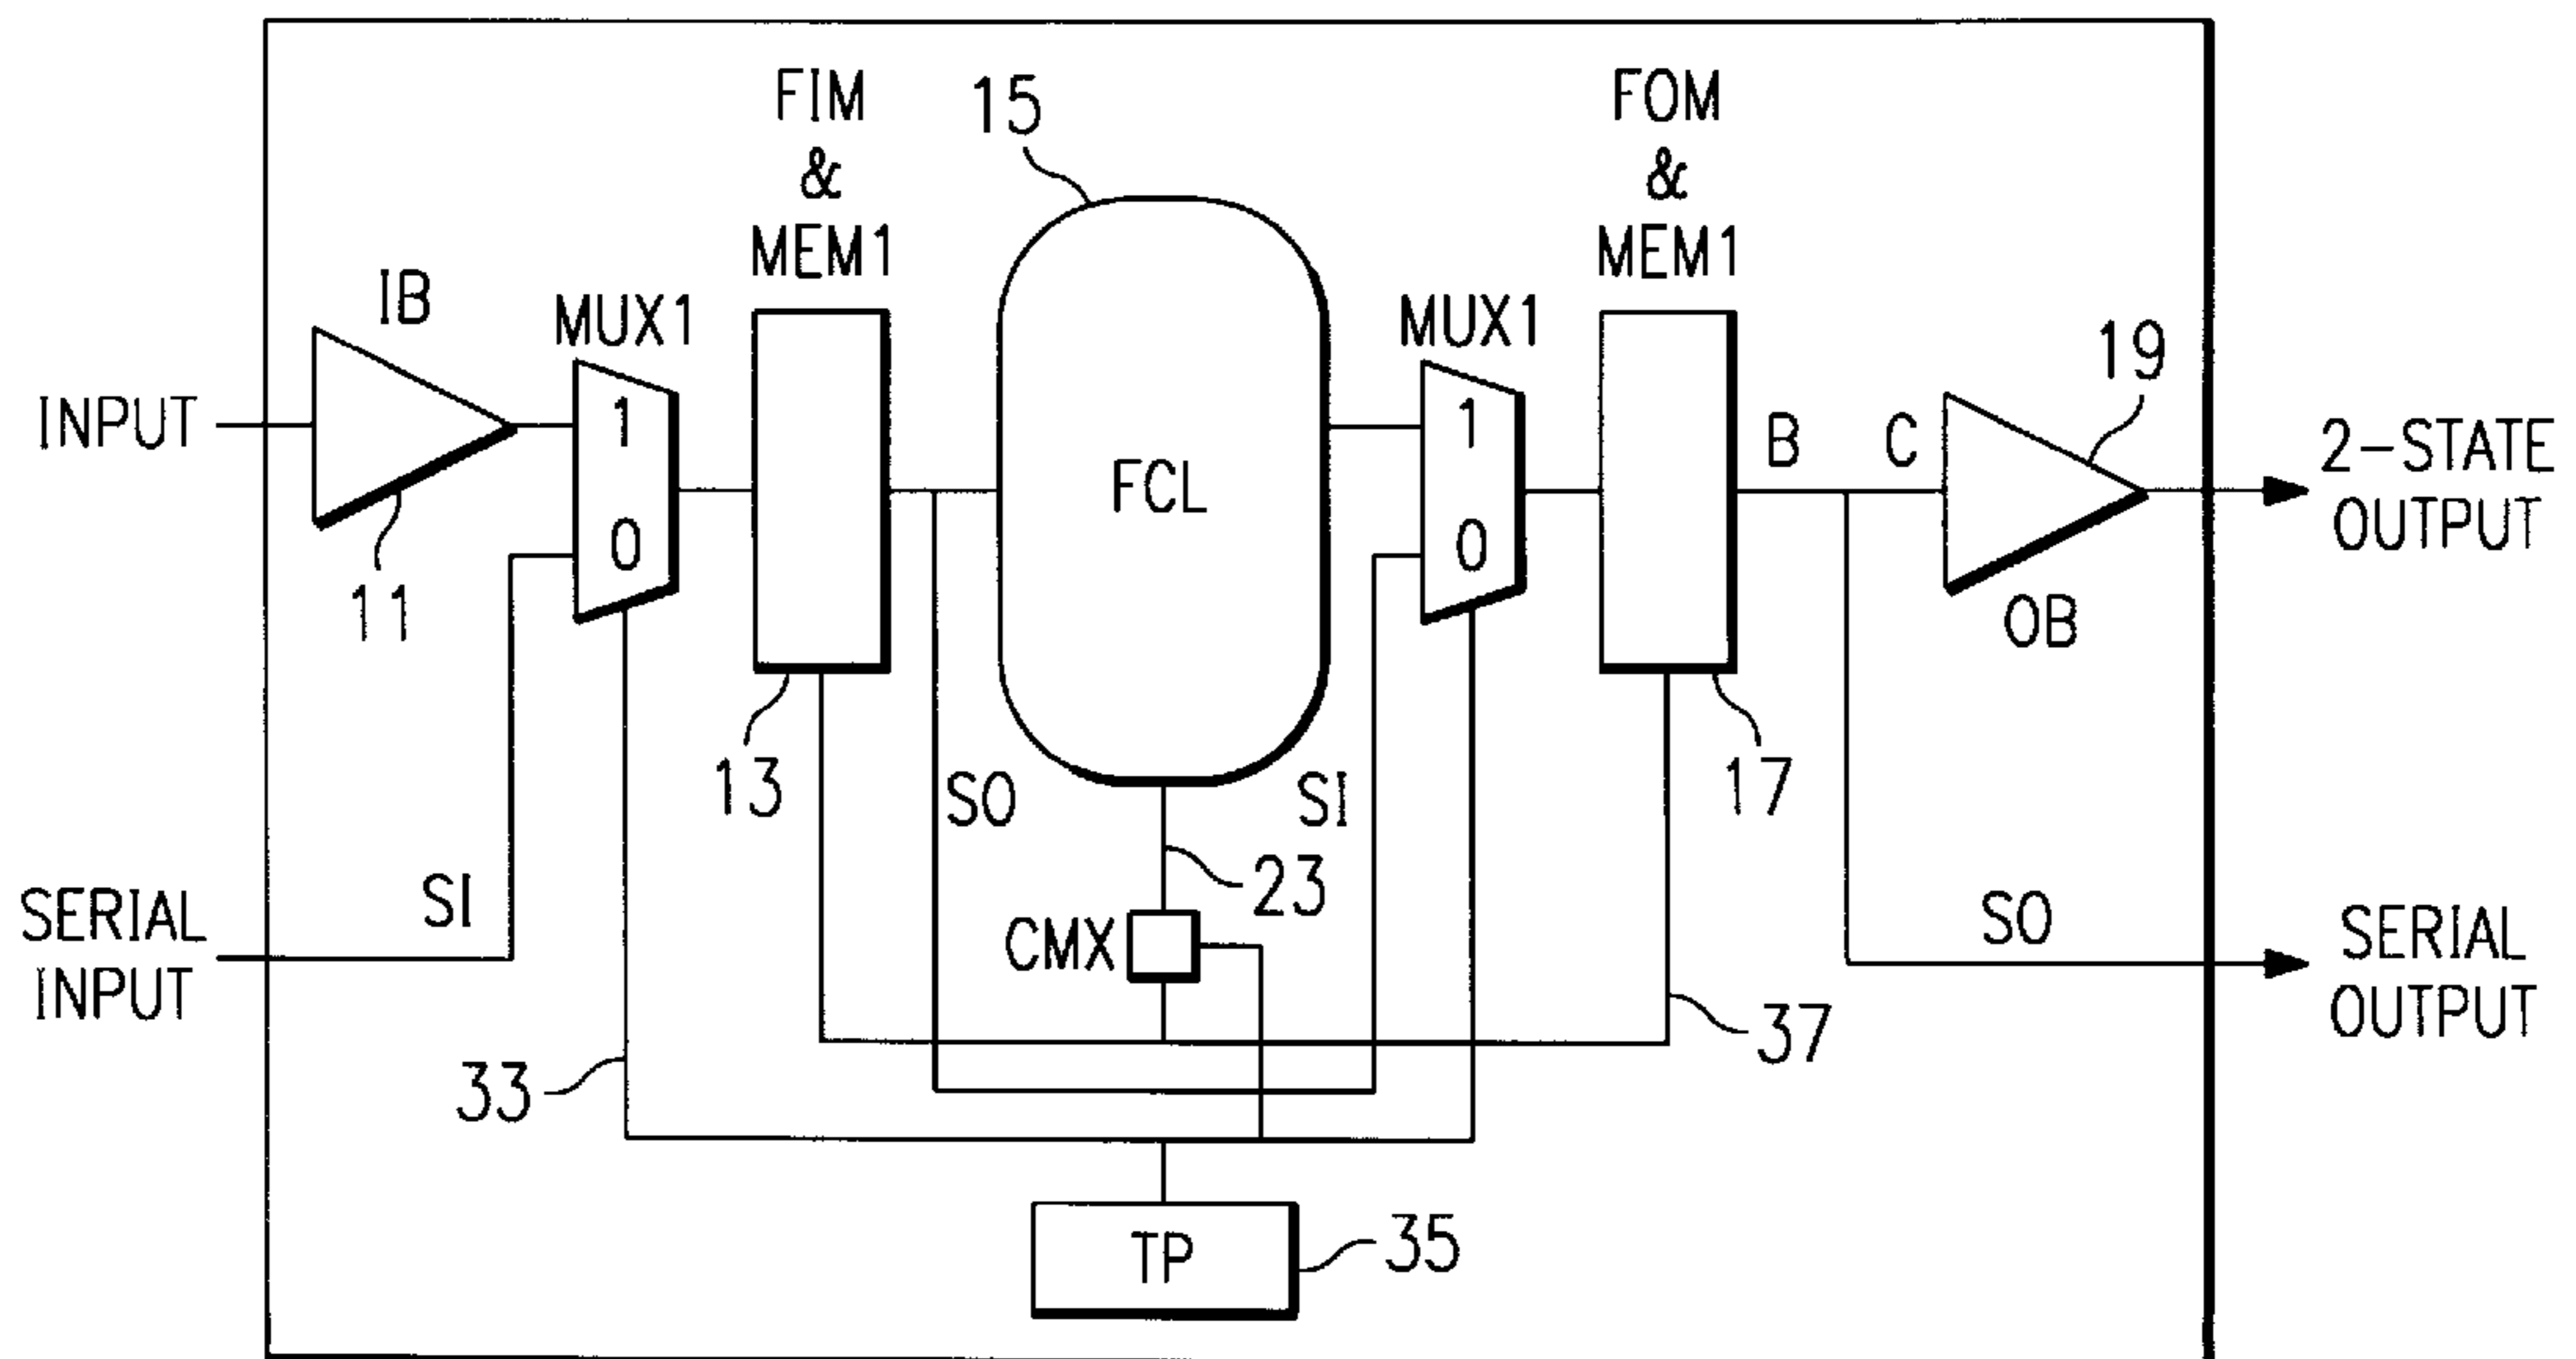 FIM
&
MEM1
15
FOM
&
MEM1
IB
MUX1
MUX1
19
INPUT
1
0
FCL
1
0
B
C
2-STATE
OUTPUT
11
OB
13
SO
SI
17
23
SERIAL
INPUT
SI
CMX
SO
SERIAL
OUTPUT
33
37
TP
35